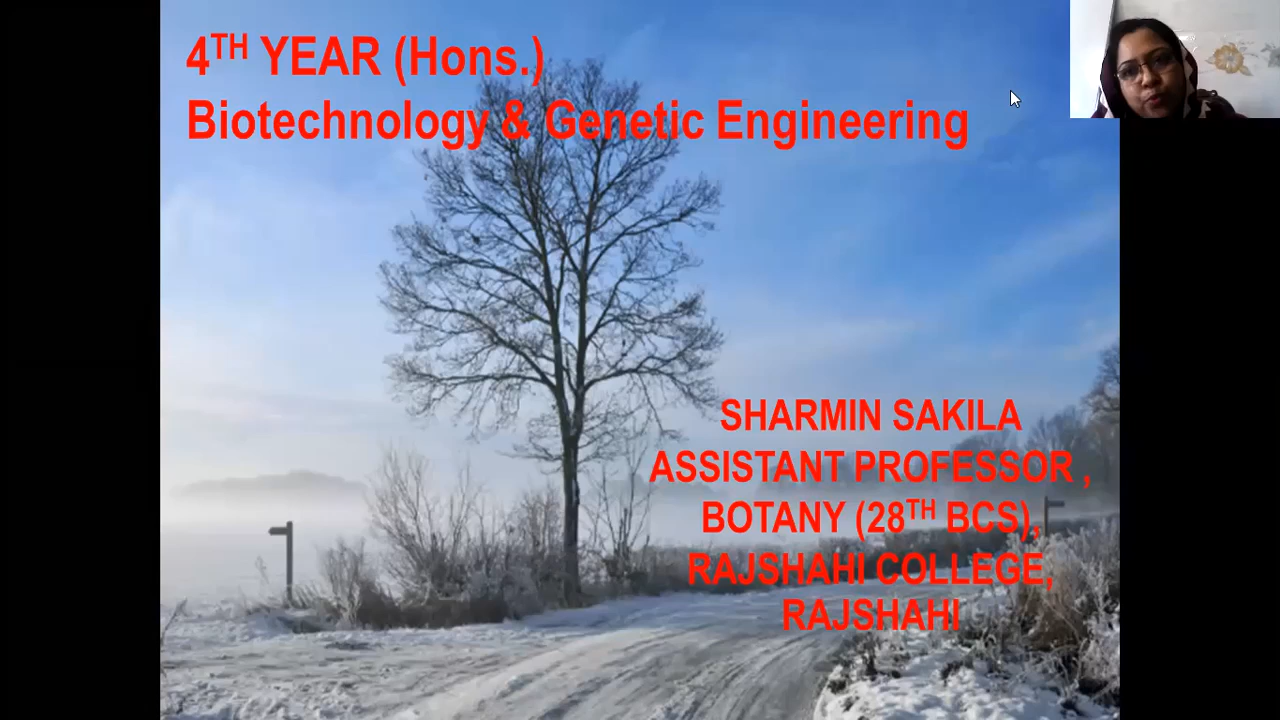 4TH YEAR (Hons.)
Biotechnology & Genetic Engineering
SHARMIN SAKILA
ASSISTANT PROFESSOR ,
BOTANY (28TH BCS),
RAJSHAHI COLLEGE,
RAJSHAHI